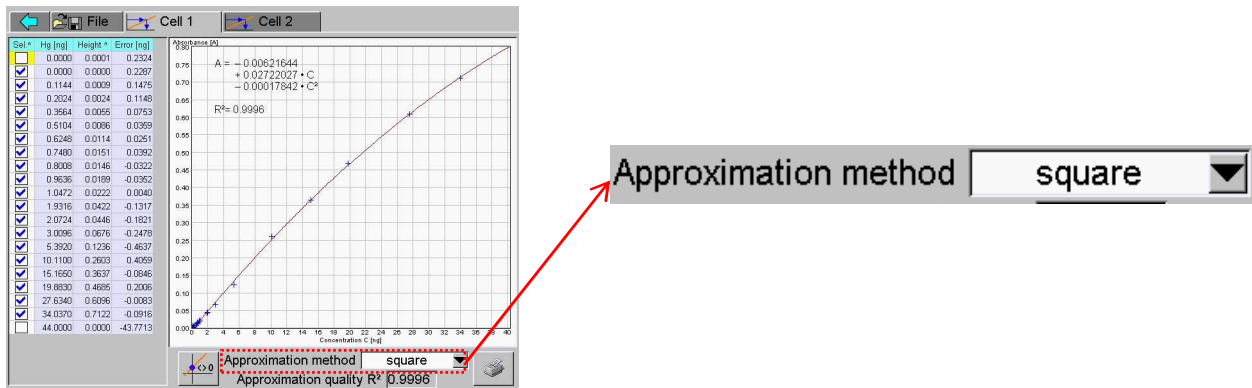 File Cell 1 Cell 2
Sel.^ Hg [ng] Height ^ Error [ng]
0.0000 0.0001 0.2324
0.0000 0.0000 0.2287
0.1144 0.0009 0.1475
0.2024 0.0024 0.1148
0.3564 0.0055 0.0753
0.5104 0.0086 0.0359
0.6248 0.0114 0.0251
0.7480 0.0151 0.0392
0.8008 0.0146 -0.0322
0.9636 0.0189 -0.0352
1.0472 0.0222 0.0040
1.9316 0.0422 -0.1317
2.0724 0.0446 -0.1821
3.0096 0.0676 -0.2478
5.3920 0.1236 -0.4637
10.1100 0.2603 0.4059
15.1650 0.3637 -0.0846
19.8830 0.4685 0.2006
27.6340 0.6096 -0.0083
34.0370 0.7122 -0.0916
44.0000 0.0000 -43.7713
Absorbance [A]
0.80
0.75
0.70
0.65
0.60
0.55
0.50
0.45
0.40
0.35
0.30
0.25
0.20
0.15
0.10
0.05
0.00
A = – 0.00621644
+ 0.02722027 • C
– 0.00017842 • C²
R²= 0.9996
0 2 4 6 8 10 12 14 16 18 20 22 24 26 28 30 32 34 36 38 40
Concentration C [ng]
<>0
Approximation method square
Approximation quality R² 0.9996
Approximation method square